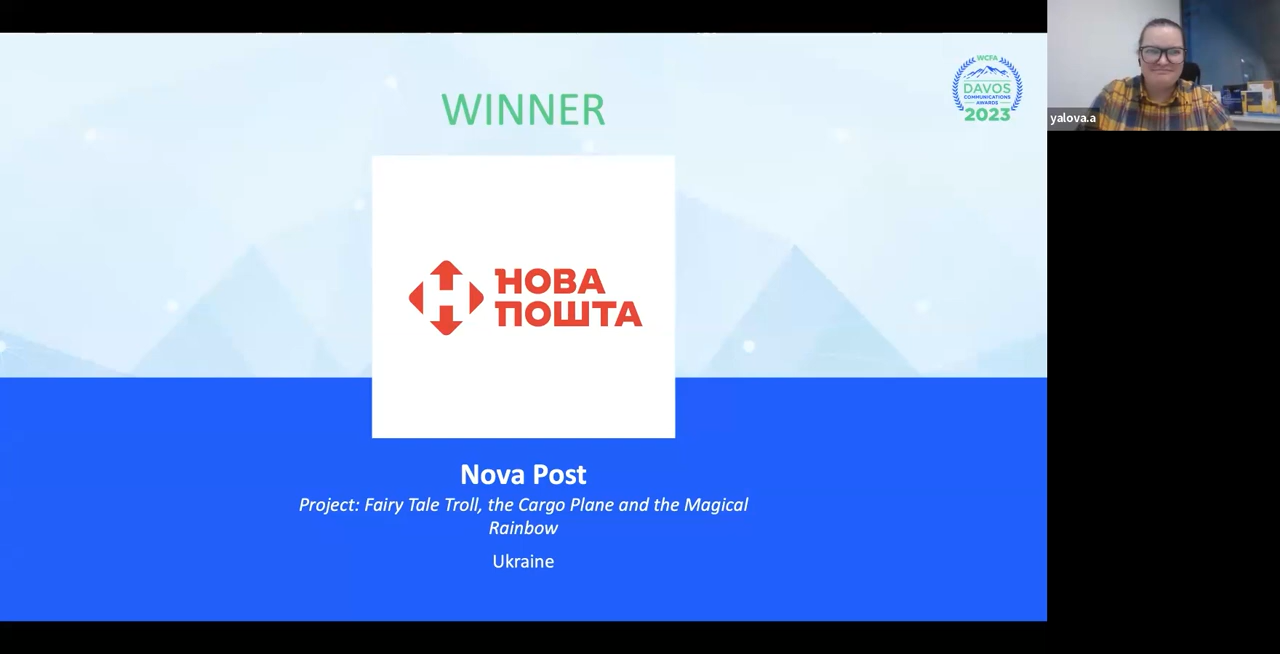 WINNER
WCFA
DAVOS
COMMUNICATIONS
AWARDS
2023
yalova.a
НОВА
ПОШТА
Nova Post
Project: Fairy Tale Troll, the Cargo Plane and the Magical
Rainbow
Ukraine